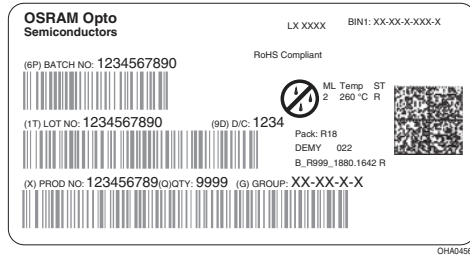 OSRAM Opto
Semiconductors
LX XXXX
BIN1: XX-XX-X-XXX-X
RoHS Compliant
(6P) BATCH NO: 1234567890
ML Temp ST
2 260 °C R
(1T) LOT NO: 1234567890 (9D) D/C: 1234
Pack: R18
DEMY 022
B_R999_1880.1642 R
(X) PROD NO: 123456789(Q)QTY: 9999 (G) GROUP: XX-XX-X-X
OHA0456